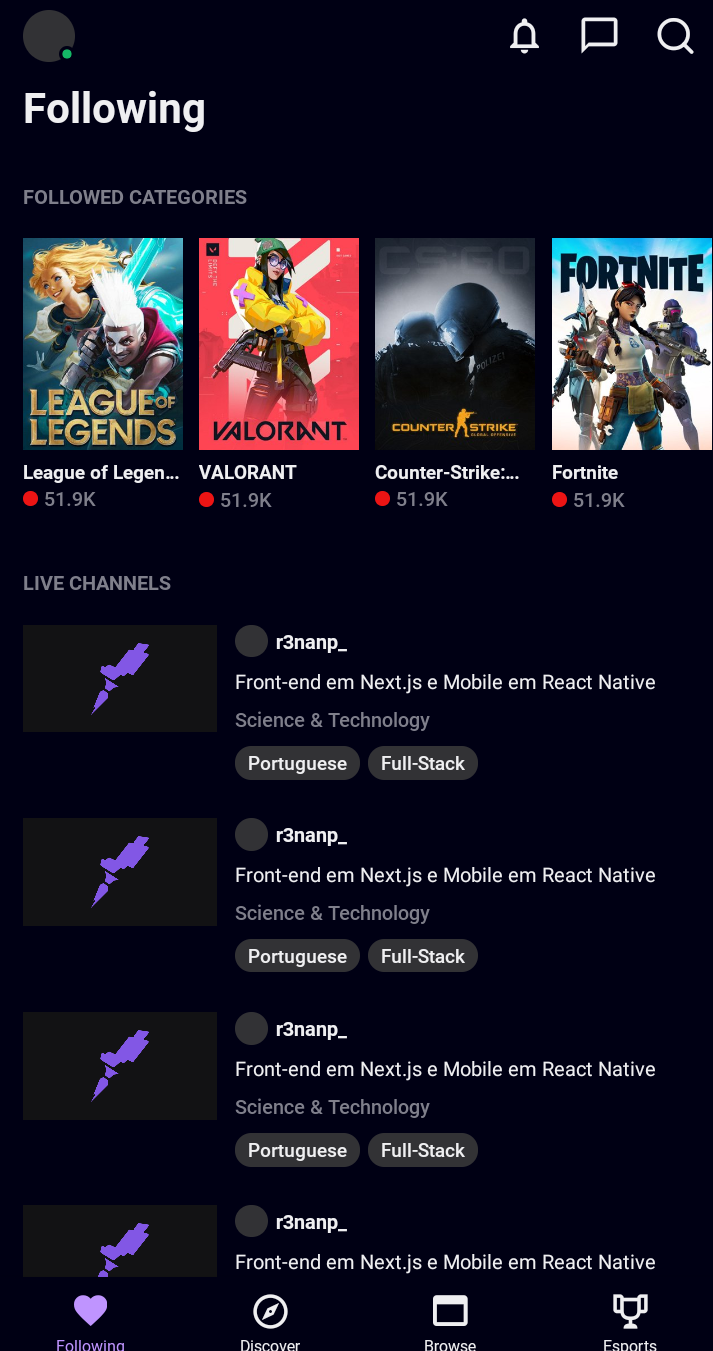 Following
FOLLOWED CATEGORIES
LEAGUE OF
LEGENDS
VALORANT
CS:GO
POLIZEI
COUNTER STRIKE
GLOBAL OFFENSIVE
FORTNITE
League of Legen...
51.9K
VALORANT
51.9K
Counter-Strike:...
51.9K
Fortnite
51.9K
LIVE CHANNELS
r3nanp_
Front-end em Next.js e Mobile em React Native
Science & Technology
Portuguese Full-Stack
r3nanp_
Front-end em Next.js e Mobile em React Native
Science & Technology
Portuguese Full-Stack
r3nanp_
Front-end em Next.js e Mobile em React Native
Science & Technology
Portuguese Full-Stack
r3nanp_
Front-end em Next.js e Mobile em React Native
Following Discover Browse Esports